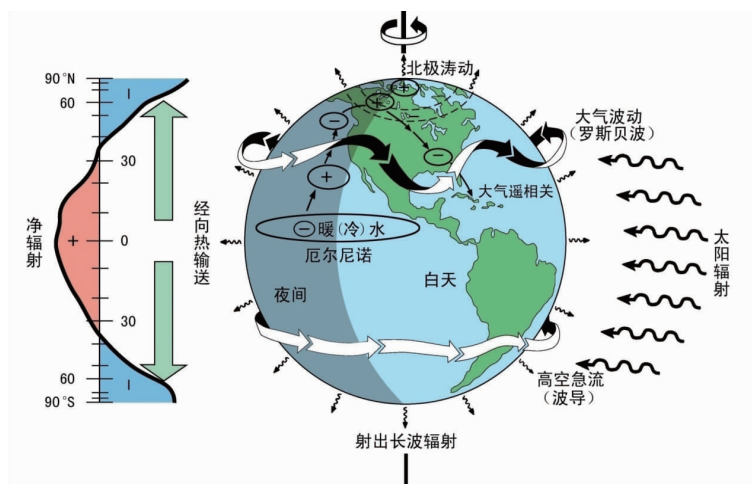 90°N
60
30
0
30
60
90°S
净辐射
经向热输送
+
−
−
北极涛动
+
+
−
−
+
大气波动
(罗斯贝波)
大气遥相关
− 暖(冷)水
厄尔尼诺
夜间
白天
太阳辐射
高空急流
(波导)
射出长波辐射